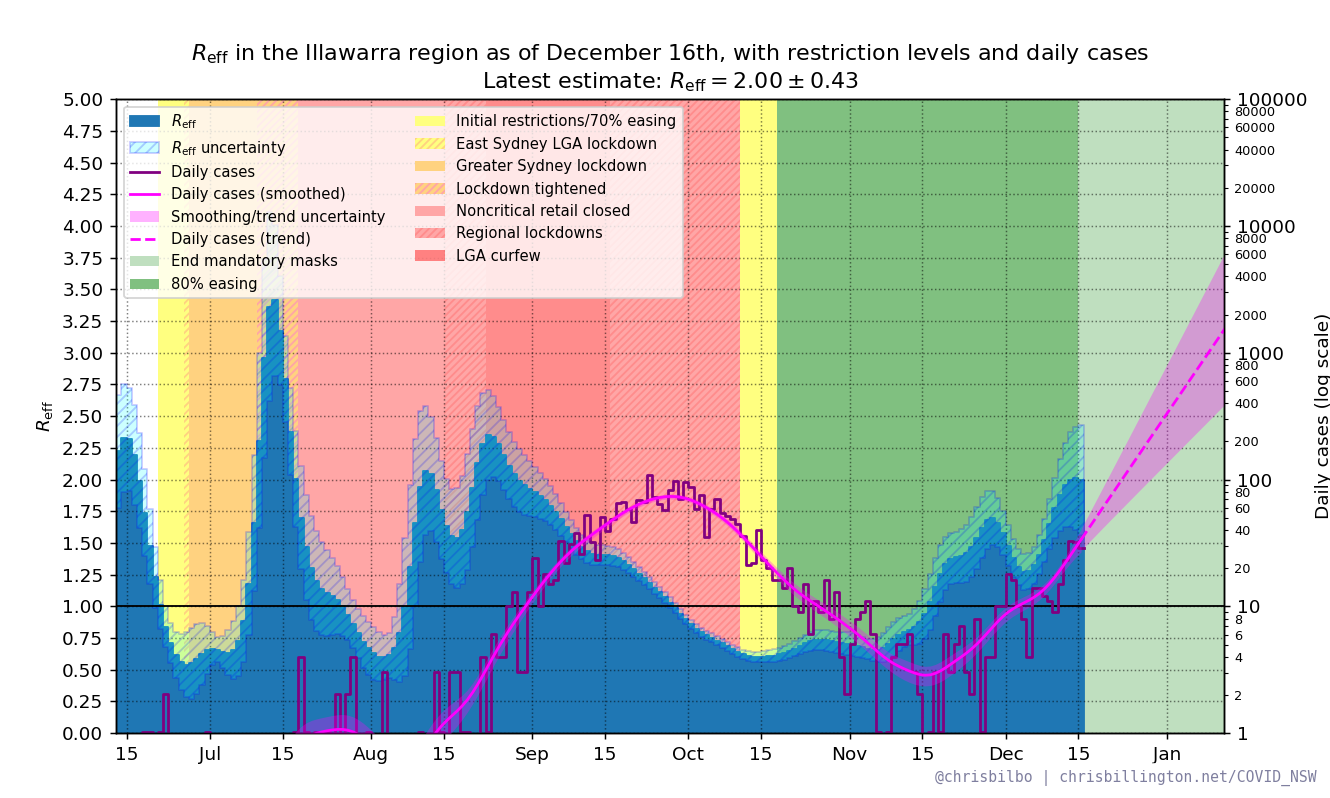 Reff in the Illawarra region as of December 16th, with restriction levels and daily cases
Latest estimate: Reff = 2.00 ± 0.43
Reff
Reff uncertainty
Daily cases
Daily cases (smoothed)
Smoothing/trend uncertainty
Daily cases (trend)
End mandatory masks
80% easing
Initial restrictions/70% easing
East Sydney LGA lockdown
Greater Sydney lockdown
Lockdown tightened
Noncritical retail closed
Regional lockdowns
LGA curfew
5.00
4.75
4.50
4.25
4.00
3.75
3.50
3.25
3.00
2.75
2.50
2.25
2.00
1.75
1.50
1.25
1.00
0.75
0.50
0.25
0.00
Reff
100000
80000
60000
40000
20000
10000
8000
6000
4000
2000
1000
800
600
400
200
100
80
60
40
20
10
8
6
4
2
1
Daily cases (log scale)
15 Jul 15 Aug 15 Sep 15 Oct 15 Nov 15 Dec 15 Jan
@chrisbilbo | chrisbillington.net/COVID_NSW